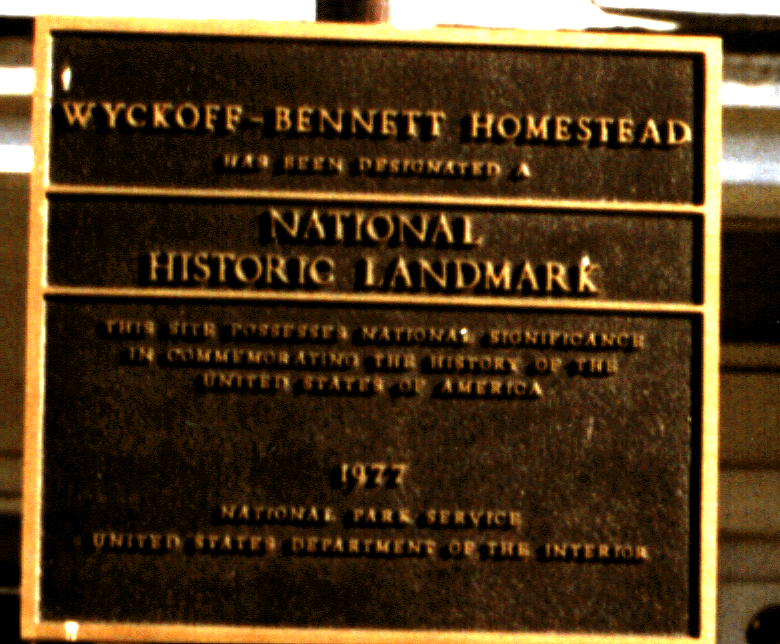 WYCKOFF-BENNETT HOMESTEAD
HAS BEEN DESIGNATED A
NATIONAL
HISTORIC LANDMARK
THIS SITE POSSESSES NATIONAL SIGNIFICANCE
IN COMMEMORATING THE HISTORY OF THE
UNITED STATES OF AMERICA
1977
NATIONAL PARK SERVICE
UNITED STATES DEPARTMENT OF THE INTERIOR